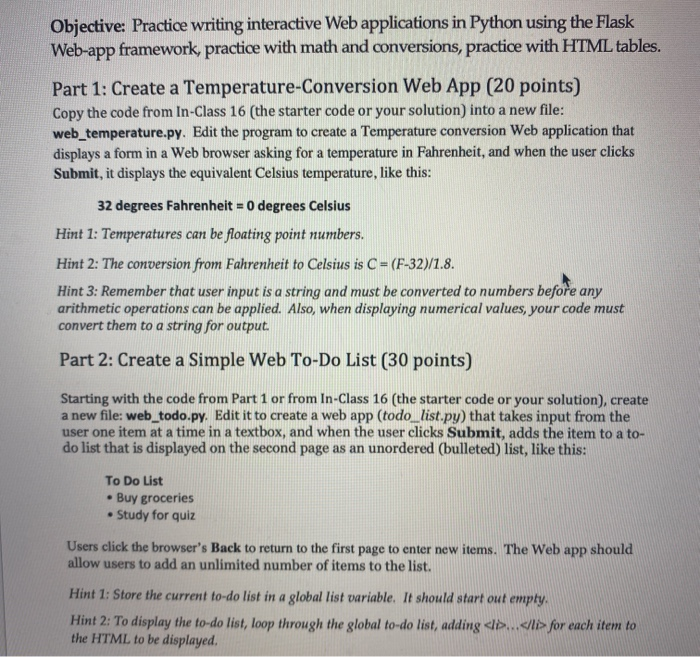 Objective: Practice writing interactive Web applications in Python using the Flask
Web-app framework, practice with math and conversions, practice with HTML tables.
Part 1: Create a Temperature-Conversion Web App (20 points)
Copy the code from In-Class 16 (the starter code or your solution) into a new file:
web_temperature.py. Edit the program to create a Temperature conversion Web application that
displays a form in a Web browser asking for a temperature in Fahrenheit, and when the user clicks
Submit, it displays the equivalent Celsius temperature, like this:
32 degrees Fahrenheit = 0 degrees Celsius
Hint 1: Temperatures can be floating point numbers.
Hint 2: The conversion from Fahrenheit to Celsius is C = (F-32)/1.8.
Hint 3: Remember that user input is a string and must be converted to numbers before any
arithmetic operations can be applied. Also, when displaying numerical values, your code must
convert them to a string for output.
Part 2: Create a Simple Web To-Do List (30 points)
Starting with the code from Part 1 or from In-Class 16 (the starter code or your solution), create
a new file: web_todo.py. Edit it to create a web app (todo_list.py) that takes input from the
user one item at a time in a textbox, and when the user clicks Submit, adds the item to a to-
do list that is displayed on the second page as an unordered (bulleted) list, like this:
To Do List
• Buy groceries
• Study for quiz
Users click the browser's Back to return to the first page to enter new items. The Web app should
allow users to add an unlimited number of items to the list.
Hint 1: Store the current to-do list in a global list variable. It should start out empty.
Hint 2: To display the to-do list, loop through the global to-do list, adding <li>...</li> for each item to
the HTML to be displayed.